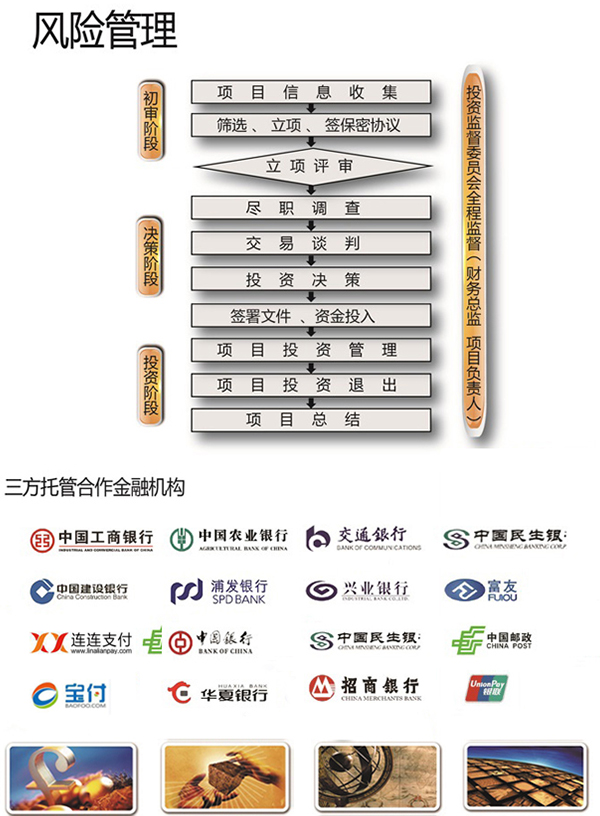 风险管理
初审阶段
项目信息收集
筛选、立项、签保密协议
立项评审
决策阶段
尽职调查
交易谈判
投资决策
签署文件、资金投入
投资阶段
项目投资管理
项目投资退出
项目总结
投资监督委员会全程监督（财务总监 项目负责人）
三方托管合作金融机构
中国工商银行
INDUSTRIAL AND COMMERCIAL BANK OF CHINA
中国农业银行
AGRICULTURAL BANK OF CHINA
交通银行
BANK OF COMMUNICATIONS
中国民生银
CHINA MINSHENG BANKING CORP
中国建设银行
China Construction Bank
浦发银行
SPD BANK
兴业银行
INDUSTRIAL BANK CO.,LTD.
富友
FUIOU
连连支付
www.lianlianpay.com
中国银行
BANK OF CHINA
中国民生银
CHINA MINSHENG BANKING CORP
中国邮政
CHINA POST
宝付
BAOFOO.COM
HUAXIA BANK
华夏银行
招商银行
CHINA MERCHANTS BANK
UnionPay
银联